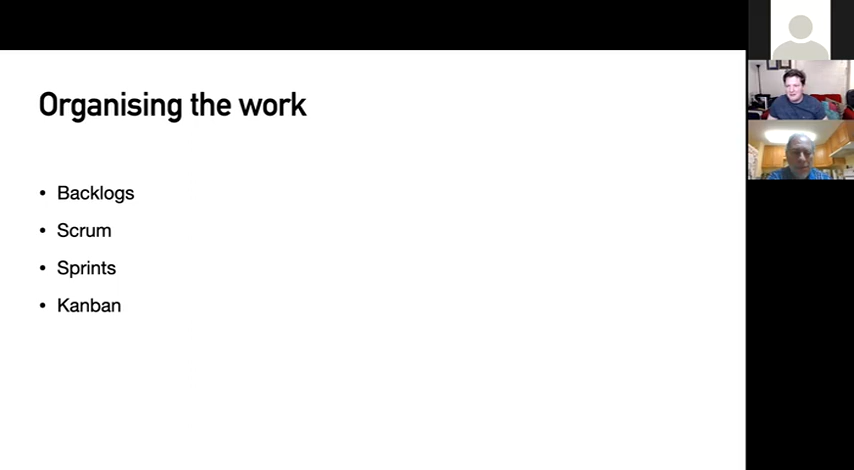 Organising the work
• Backlogs
• Scrum
• Sprints
• Kanban